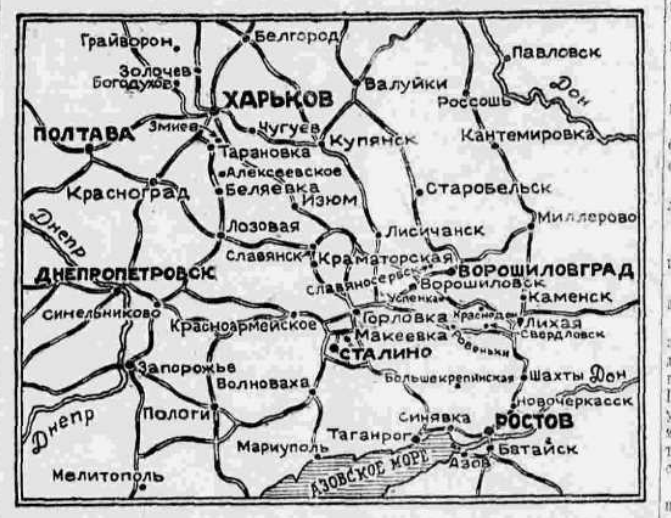 Грайворон
Белгород
Павловск
Золочев
Богодухов
Валуйки
Дон
ХАРЬКОВ
Россошь
ПОЛТАВА
Змиев
Чугуев
Купянск
Кантемировка
Тарановка
Алексеевское
Красноград
Беляевка
Изюм
Старобельск
Днепр
Лозовая
Лисичанск
Миллерово
Славянск
Краматорская
ДНЕПРОПЕТРОВСК
Славяносербск
ВОРОШИЛОВГРАД
Ворошиловск
Успенка
Каменск
Синельниково
Красноармейское
Горловка
Краснодон
Лихая
Макеевка
Ровеньки
Свердловск
СТАЛИНО
Запорожье
Волноваха
Большекрепинская
Шахты
Дон
Новочеркасск
Днепр
Пологи
Синявка
РОСТОВ
Таганрог
Мариуполь
Батайск
Азов
АЗОВСКОЕ МОРЕ
Мелитополь